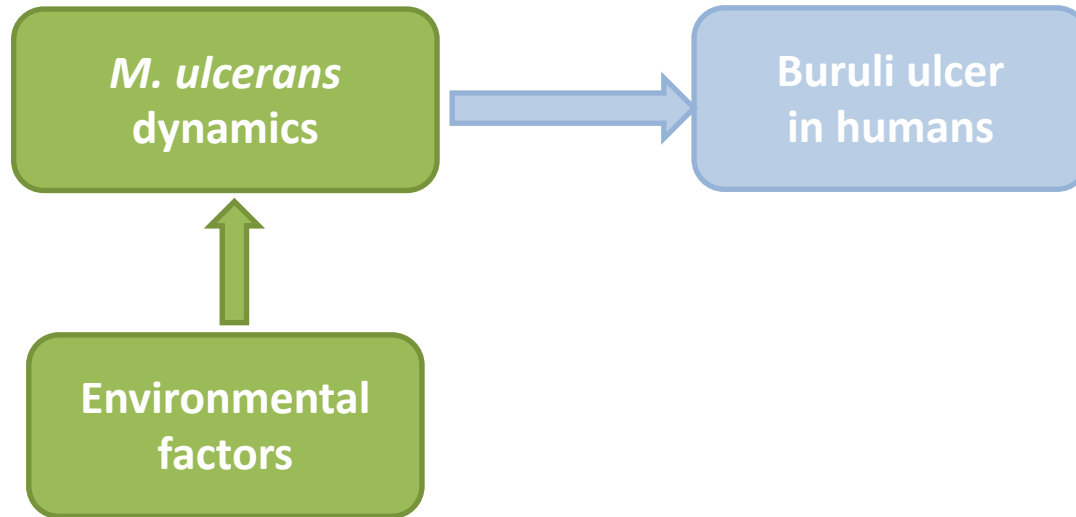 M. ulcerans
dynamics
Buruli ulcer
in humans
Environmental
factors